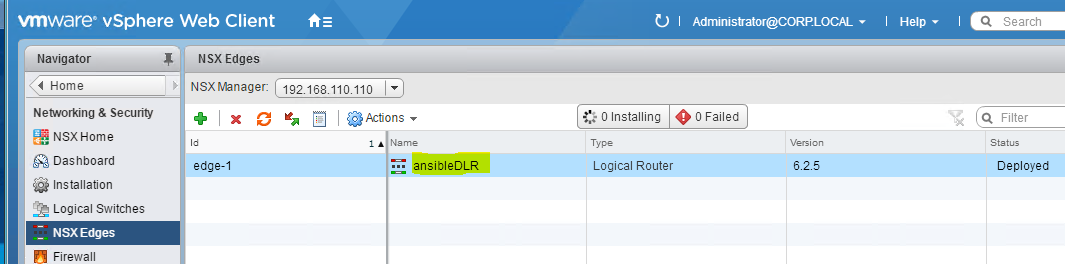 vmware® vSphere Web Client
Administrator@CORP.LOCAL
Help
Search
Navigator
Home
Networking & Security
NSX Home
Dashboard
Installation
Logical Switches
NSX Edges
Firewall
NSX Edges
NSX Manager: 192.168.110.110
Actions 0 Installing 0 Failed Filter
Id 1 Name Type Version Status
edge-1 ansibleDLR Logical Router 6.2.5 Deployed